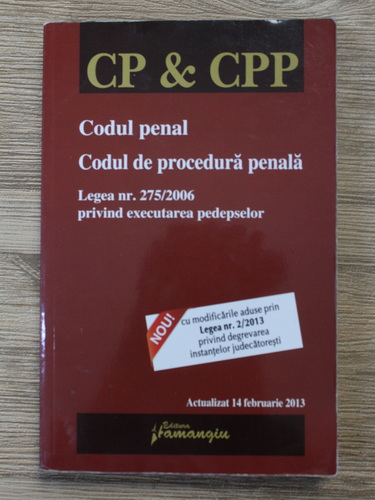 CP & CPP
Codul penal
Codul de procedură penală
Legea nr. 275/2006
privind executarea pedepselor
NOU!
cu modificările aduse prin
Legea nr. 2/2013
privind degrevarea
instanțelor judecătorești
Actualizat 14 februarie 2013
Editura
Hamangiu